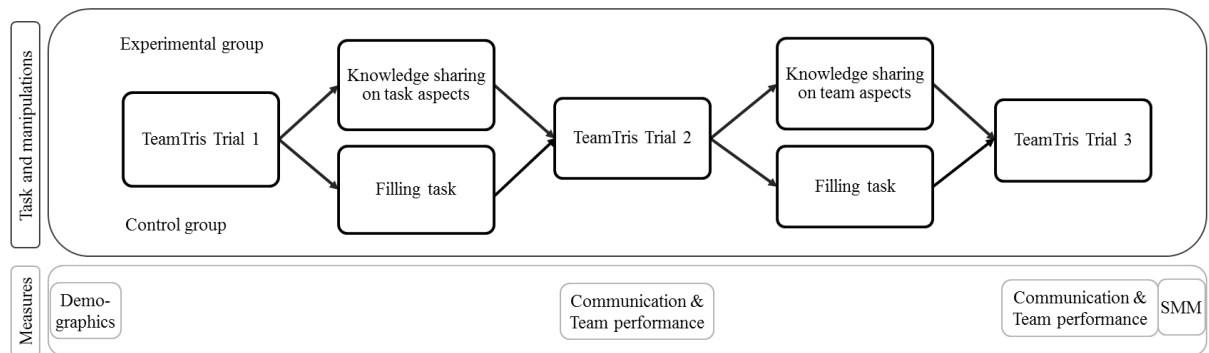 Task and manipulations
Experimental group
TeamTris Trial 1
Knowledge sharing
on task aspects
Filling task
TeamTris Trial 2
Knowledge sharing
on team aspects
Filling task
TeamTris Trial 3
Control group
Measures
Demo-
graphics
Communication &
Team performance
Communication &
Team performance
SMM